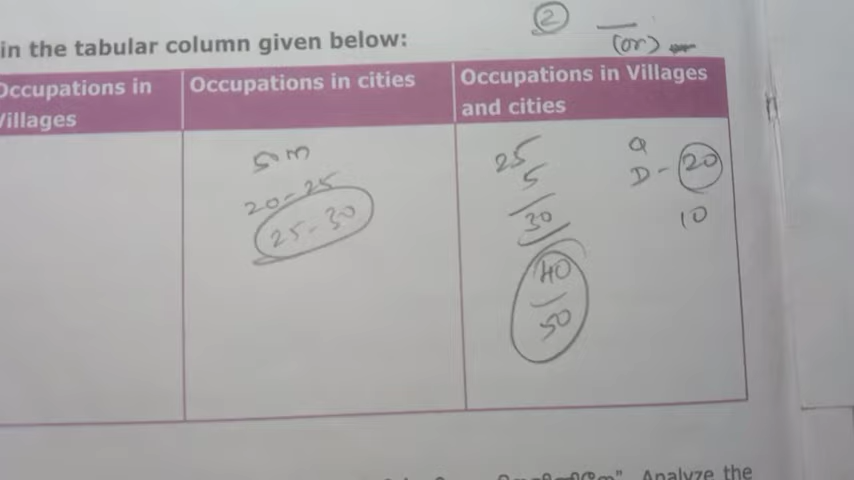 ②
in the tabular column given below:
(or)
Occupations in Villages
Occupations in cities
Occupations in Villages and cities
50 m
20-25
25-30
25
5
30
40
50
Q
D - 20
10
Analyze the